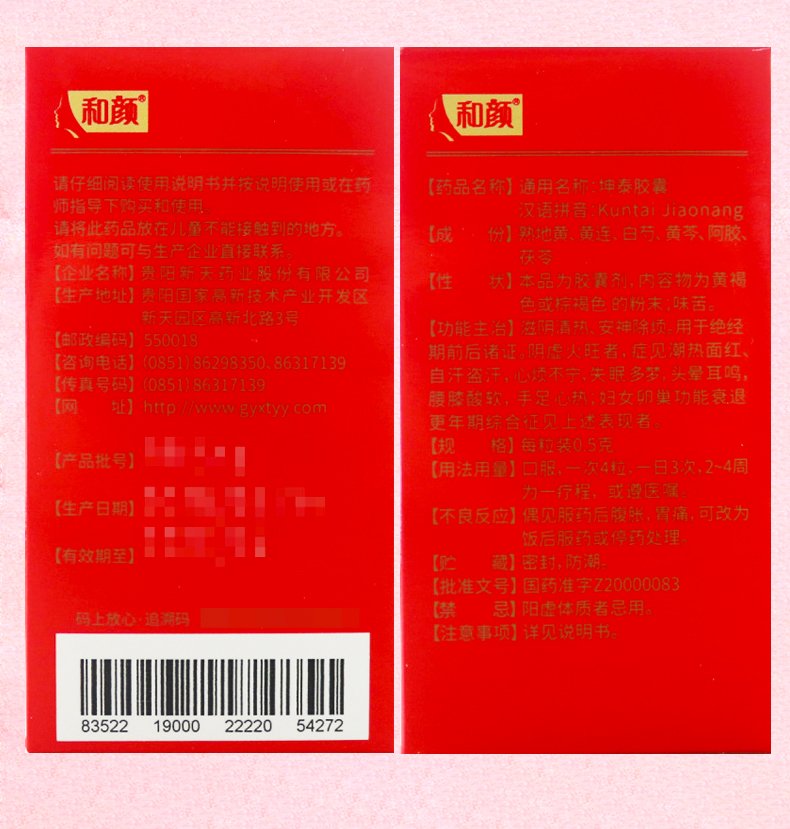 和颜®
请仔细阅读使用说明书并按说明使用或在药
师指导下购买和使用.
请将此药品放在儿童不能接触到的地方。
如有问题可与生产企业直接联系。
【企业名称】贵阳新天药业股份有限公司
【生产地址】贵阳国家高新技术产业开发区
新天园区高新北路3号
【邮政编码】550018
【咨询电话】(0851)86298350、86317139
【传真号码】(0851)86317139
【网 址】http://www.gyxtyy.com
【产品批号】
【生产日期】
【有效期至】
码上放心·追溯码
83522 19000 22220 54272
和颜®
【药品名称】通用名称:坤泰胶囊
汉语拼音:Kuntai Jiaonang
【成 份】熟地黄、黄连、白芍、黄芩、阿胶、
茯苓
【性 状】本品为胶囊剂,内容物为黄褐
色或棕褐色的粉末;味苦。
【功能主治】滋阴清热、安神除烦。用于绝经
期前后诸证。阴虚火旺者,症见潮热面红、
自汗盗汗,心烦不宁,失眠多梦,头晕耳鸣,
腰膝酸软,手足心热;妇女卵巢功能衰退
更年期综合征见上述表现者。
【规 格】每粒装0.5克
【用法用量】口服,一次4粒,一日3次,2~4周
为一疗程,或遵医嘱。
【不良反应】偶见服药后腹胀,胃痛,可改为
饭后服药或停药处理。
【贮 藏】密封,防潮。
【批准文号】国药准字Z20000083
【禁 忌】阳虚体质者忌用。
【注意事项】详见说明书。